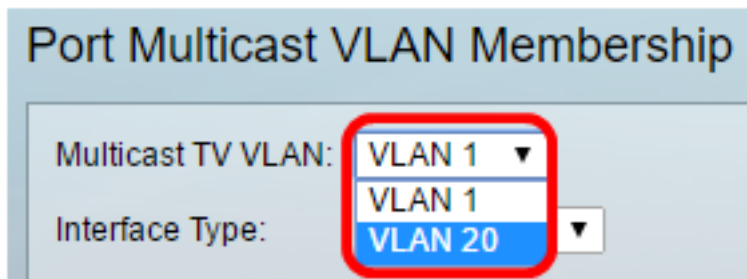 Port Multicast VLAN Membership
Multicast TV VLAN: VLAN 1 ▼
VLAN 1
Interface Type: VLAN 20 ▼